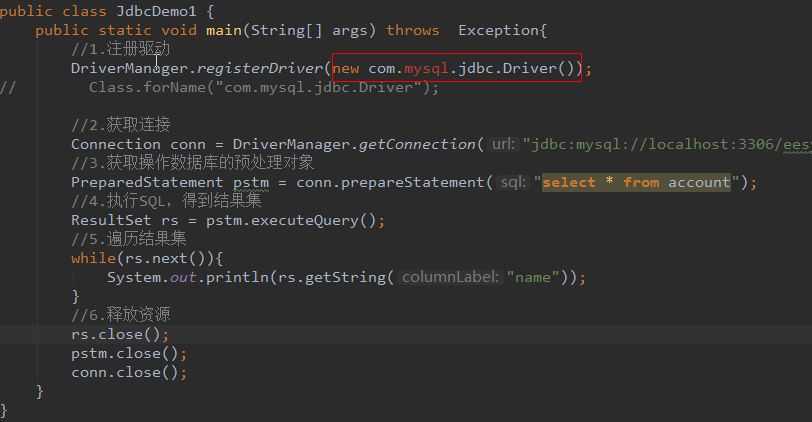 public class JdbcDemo1 {
public static void main(String[] args) throws Exception{
//1.注册驱动
DriverManager.registerDriver(new com.mysql.jdbc.Driver());
// Class.forName("com.mysql.jdbc.Driver");
//2.获取连接
Connection conn = DriverManager.getConnection( url: "jdbc:mysql://localhost:3306/eesy
//3.获取操作数据库的预处理对象
PreparedStatement pstm = conn.prepareStatement( sql: "select * from account");
//4.执行SQL，得到结果集
ResultSet rs = pstm.executeQuery();
//5.遍历结果集
while(rs.next()){
System.out.println(rs.getString( columnLabel: "name"));
}
//6.释放资源
rs.close();
pstm.close();
conn.close();
}
}